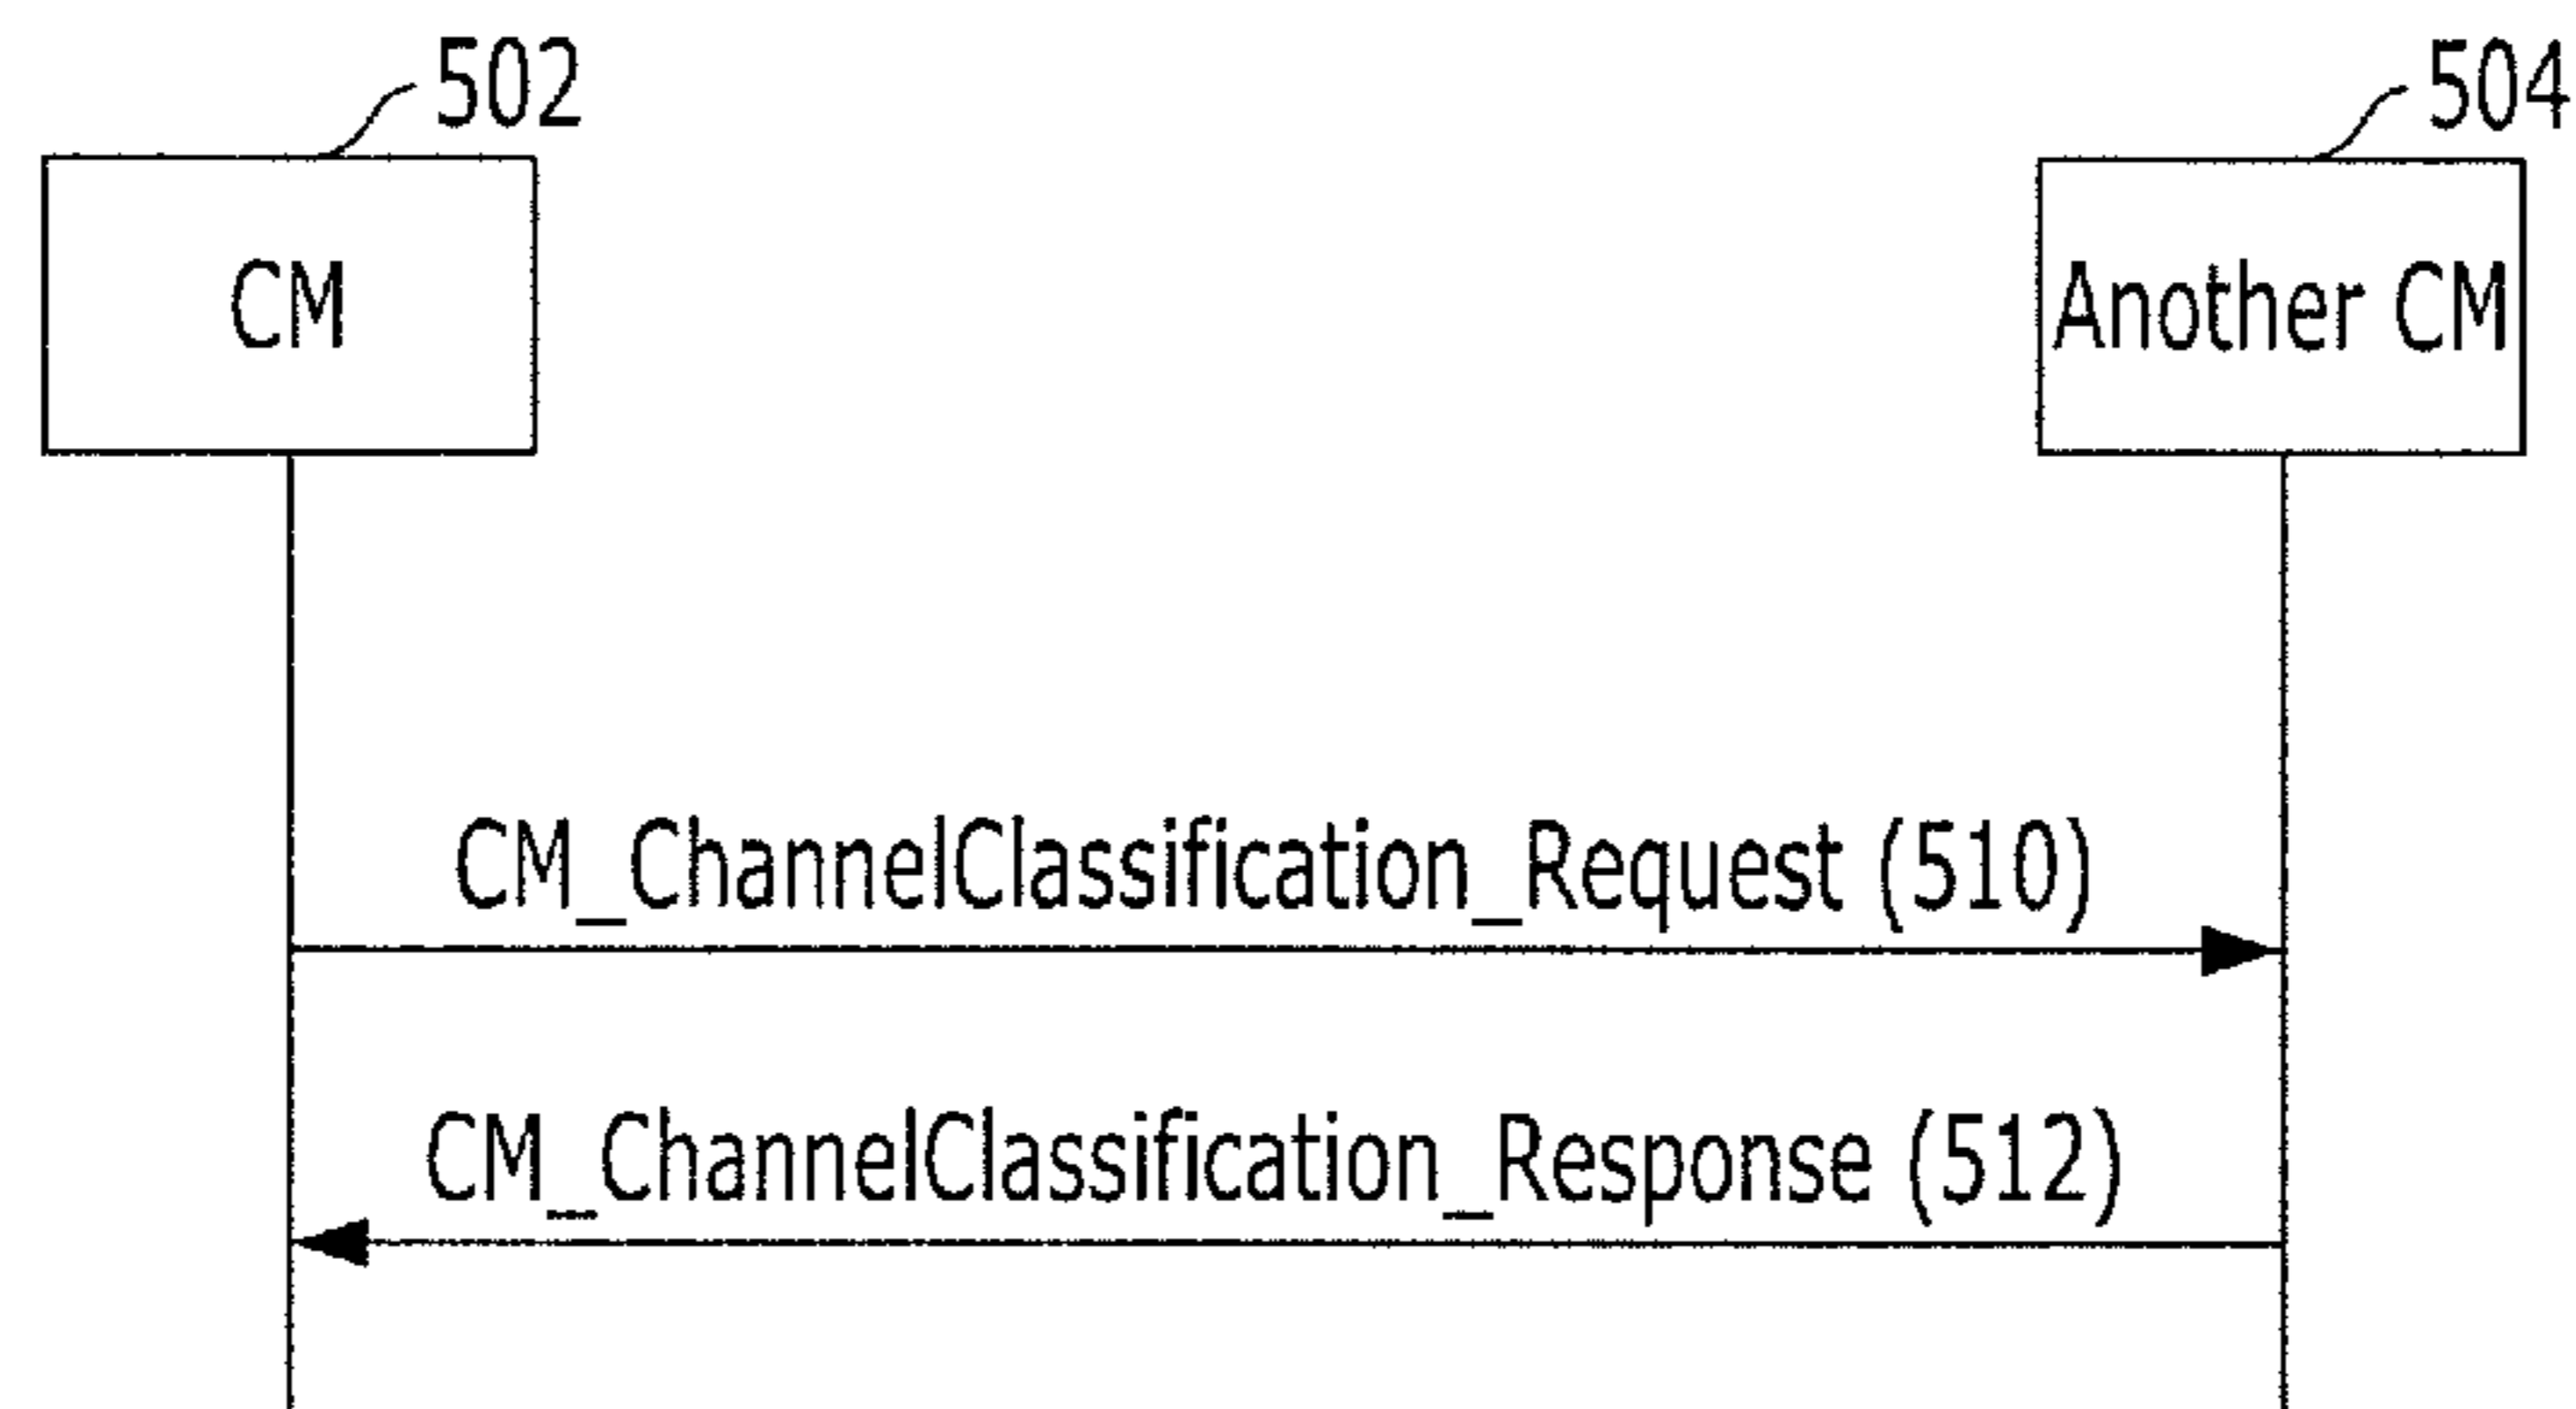 502
504
CM
Another CM
CM_ChannelClassification_Request (510)
CM_ChannelClassification_Response (512)